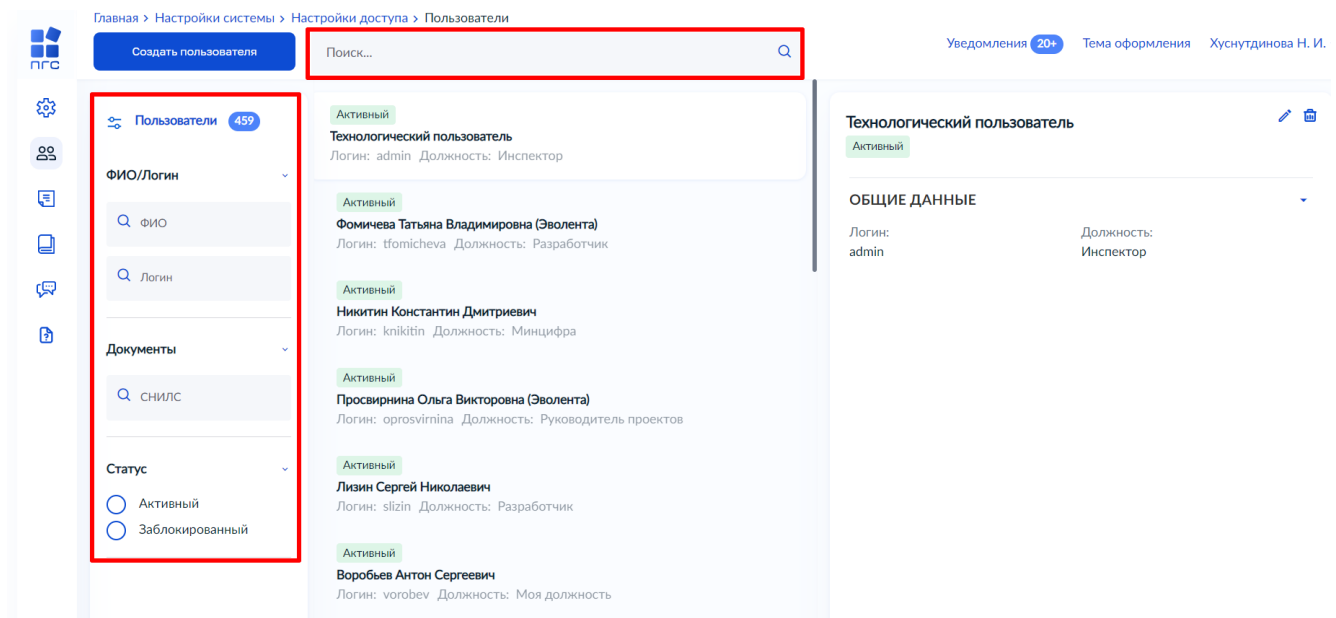 Главная > Настройки системы > Настройки доступа > Пользователи
пгс
Создать пользователя
Поиск...
Уведомления 20+ Тема оформления Хуснутдинова Н. И.
Пользователи 459
ФИО/Логин
ФИО
Логин
Документы
СНИЛС
Статус
Активный
Заблокированный
Активный
Технологический пользователь
Логин: admin Должность: Инспектор
Активный
Фомичева Татьяна Владимировна (Эволента)
Логин: tfomicheva Должность: Разработчик
Активный
Никитин Константин Дмитриевич
Логин: knikitin Должность: Минцифра
Активный
Просвирнина Ольга Викторовна (Эволента)
Логин: oprosvirnina Должность: Руководитель проектов
Активный
Лизин Сергей Николаевич
Логин: slizin Должность: Разработчик
Активный
Воробьев Антон Сергеевич
Логин: vorobev Должность: Моя должность
Технологический пользователь
Активный
ОБЩИЕ ДАННЫЕ
Логин: Должность:
admin Инспектор